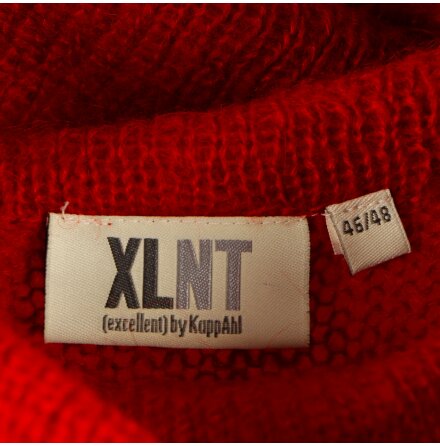 XLNT
(excellent) by KappAhl
46/48